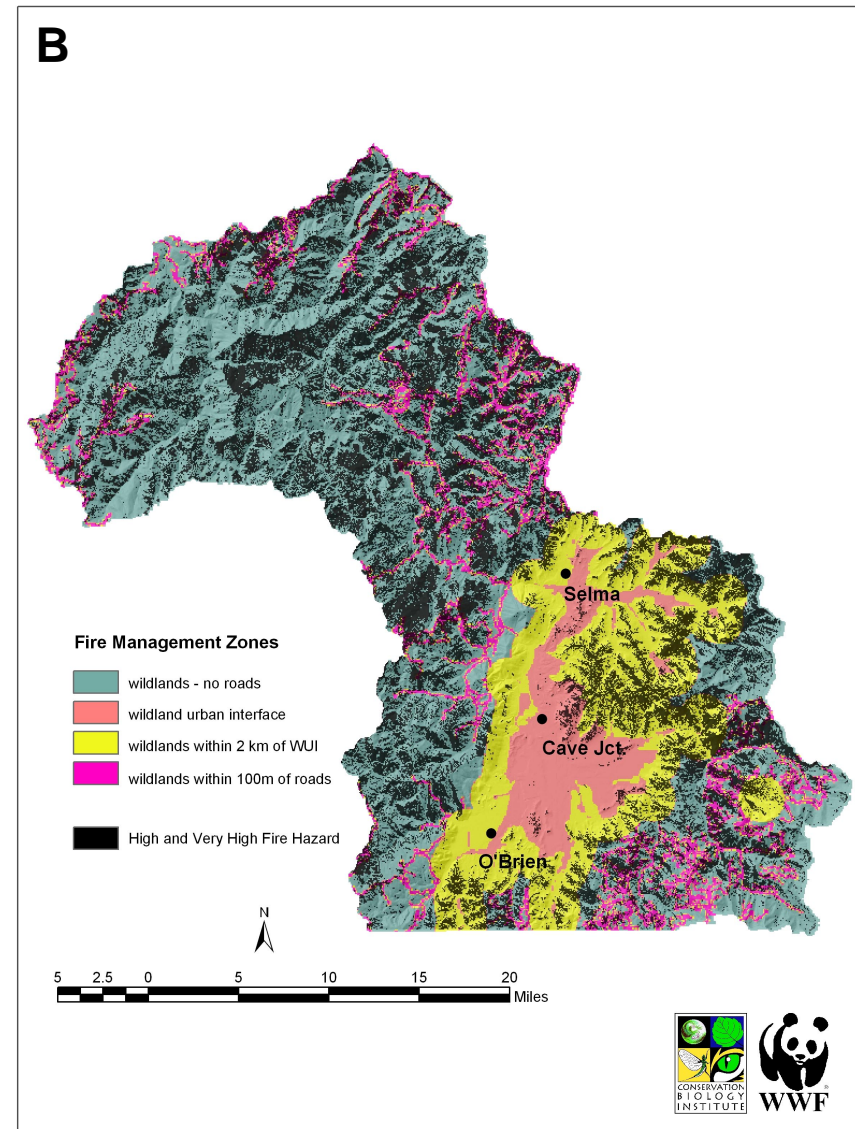 B
Selma
Cave Jct.
O'Brien
Fire Management Zones
wildlands - no roads
wildland urban interface
wildlands within 2 km of WUI
wildlands within 100m of roads
High and Very High Fire Hazard
N
5 2.5 0 5 10 15 20
Miles
CONSERVATION
BIOLOGY
INSTITUTE
®
WWF